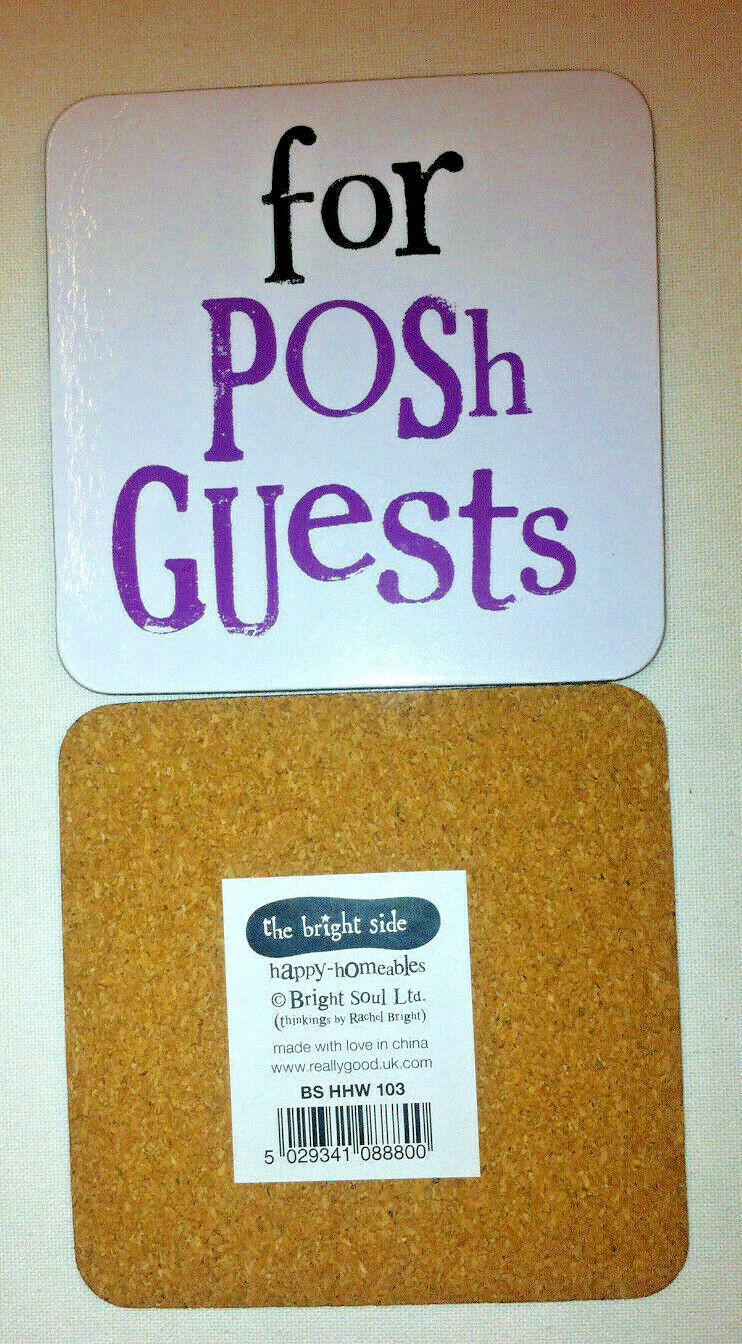 for
POSh
GUests
the bright side
happy-homeables
© Bright Soul Ltd.
(thinkings by Rachel Bright)
made with love in china
www.reallygood.uk.com
BS HHW 103
5 029341 088800